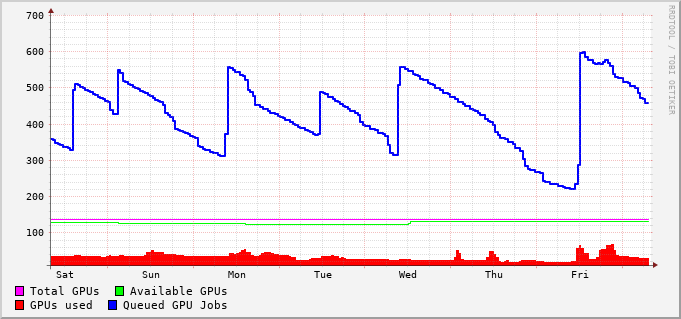 700
600
500
400
300
200
100
Sat Sun Mon Tue Wed Thu Fri
Total GPUs Available GPUs
GPUs used Queued GPU Jobs
RRDTOOL / TOBI OETIKER